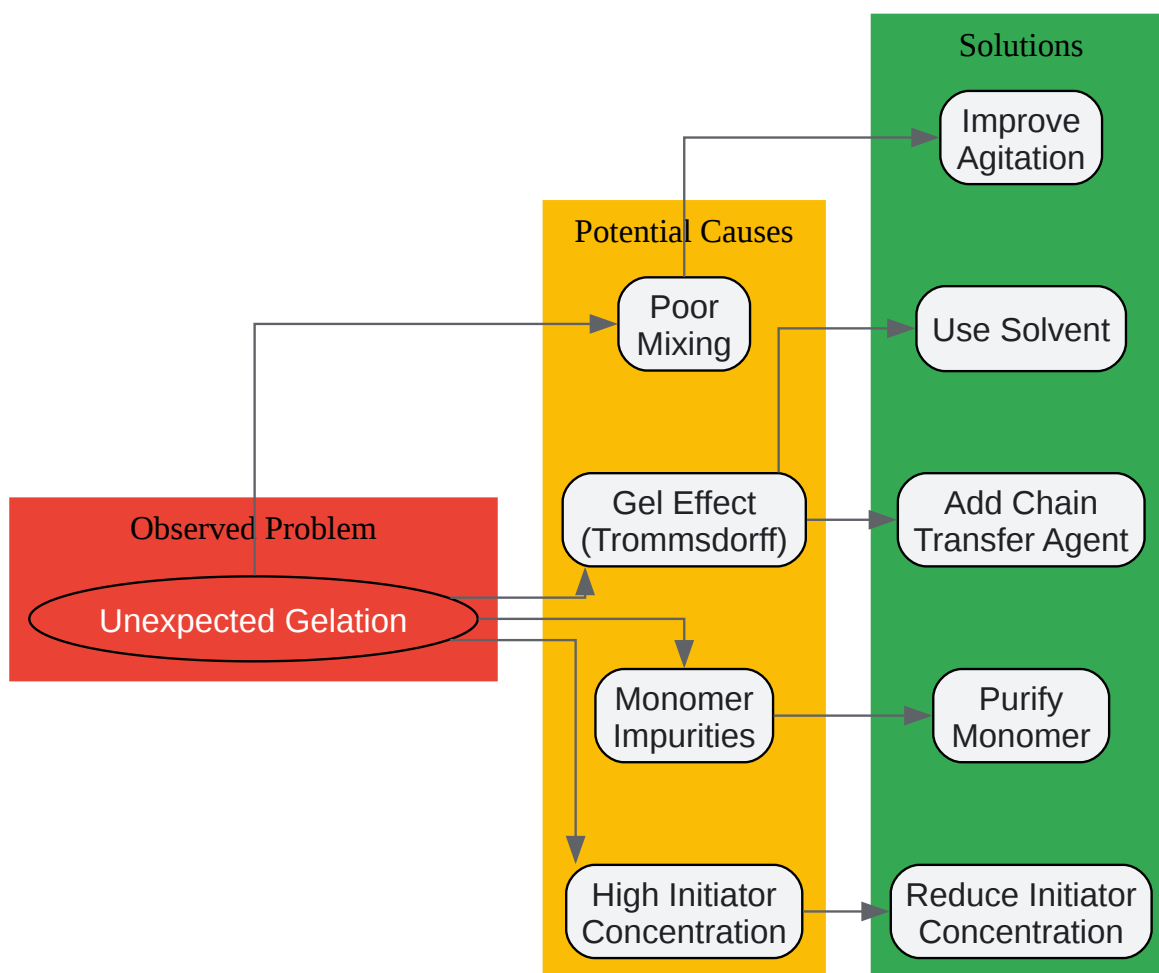 Observed Problem
Unexpected Gelation
Potential Causes
Poor
Mixing
Gel Effect
(Trommsdorff)
Monomer
Impurities
High Initiator
Concentration
Solutions
Improve
Agitation
Use Solvent
Add Chain
Transfer Agent
Purify
Monomer
Reduce Initiator
Concentration